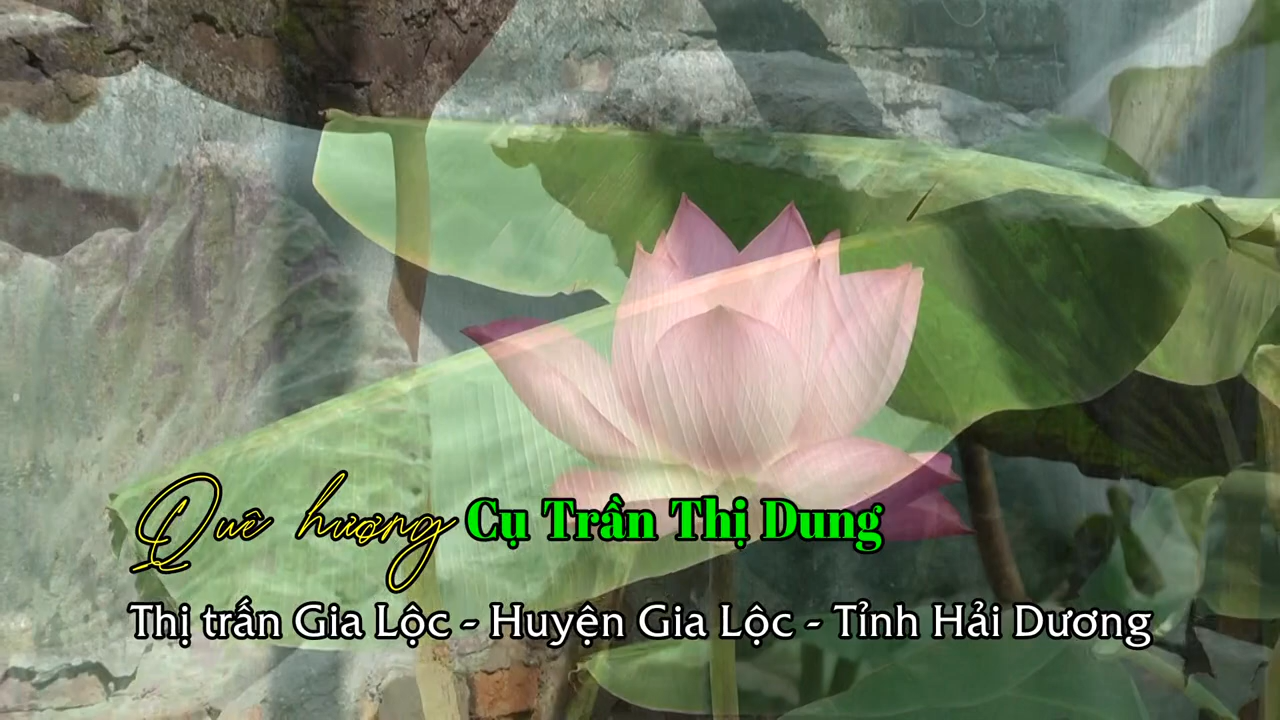 Quê hương Cụ Trần Thị Dung
Thị trấn Gia Lộc - Huyện Gia Lộc - Tỉnh Hải Dương